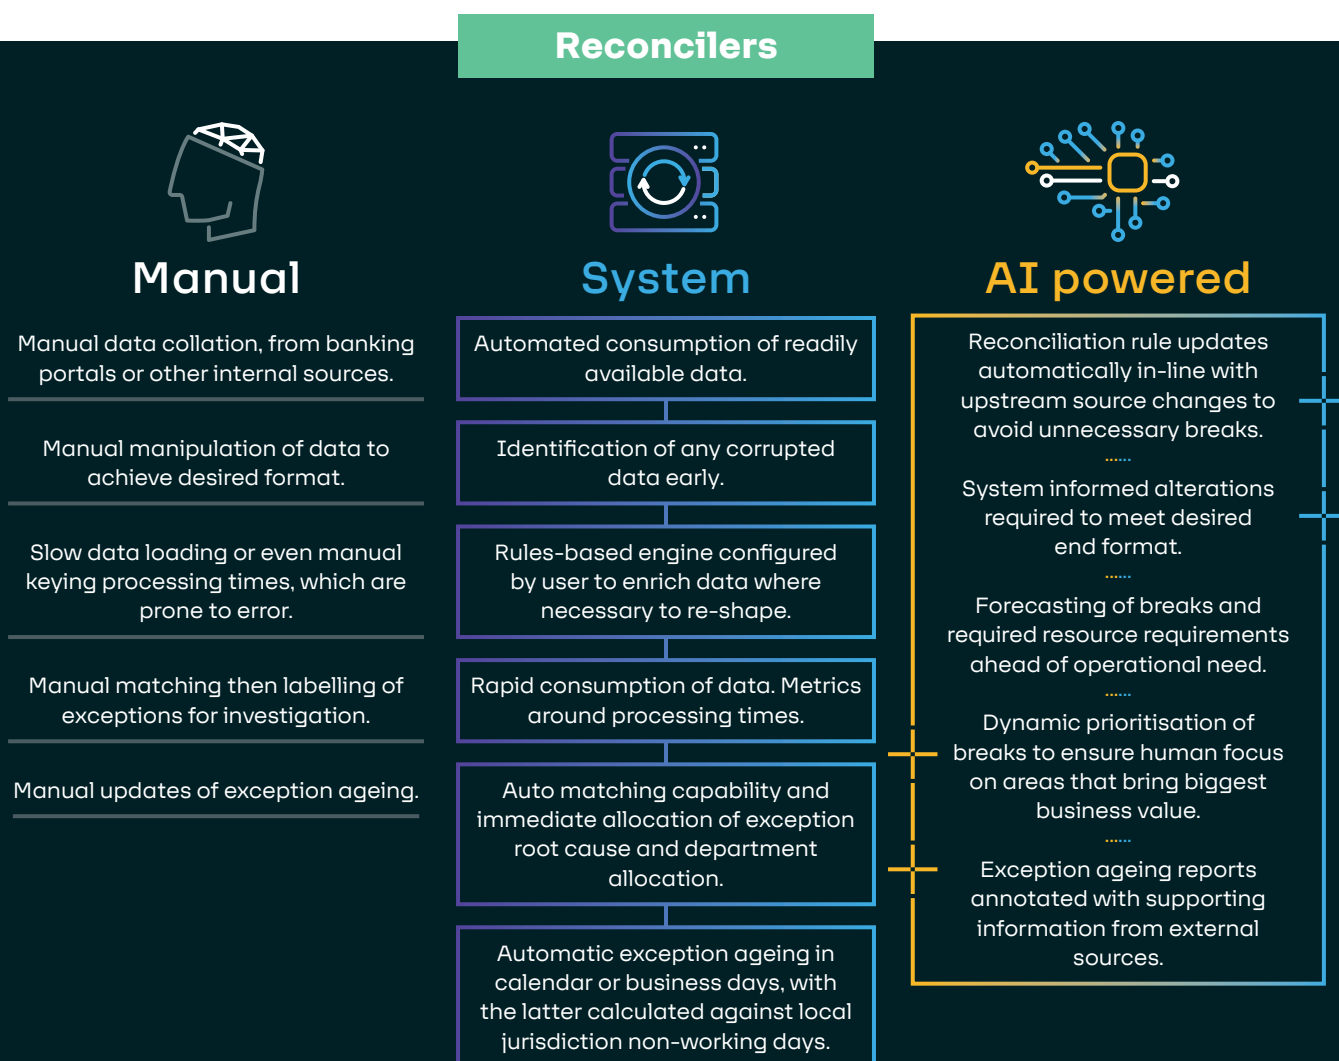 Reconcilers
Manual
Manual data collation, from banking
portals or other internal sources.
Manual manipulation of data to
achieve desired format.
Slow data loading or even manual
keying processing times, which are
prone to error.
Manual matching then labelling of
exceptions for investigation.
Manual updates of exception ageing.
System
Automated consumption of readily
available data.
Identification of any corrupted
data early.
Rules-based engine configured
by user to enrich data where
necessary to re-shape.
Rapid consumption of data. Metrics
around processing times.
Auto matching capability and
immediate allocation of exception
root cause and department
allocation.
Automatic exception ageing in
calendar or business days, with
the latter calculated against local
jurisdiction non-working days.
AI powered
Reconciliation rule updates
automatically in-line with
upstream source changes to
avoid unnecessary breaks.
System informed alterations
required to meet desired
end format.
Forecasting of breaks and
required resource requirements
ahead of operational need.
Dynamic prioritisation of
breaks to ensure human focus
on areas that bring biggest
business value.
Exception ageing reports
annotated with supporting
information from external
sources.